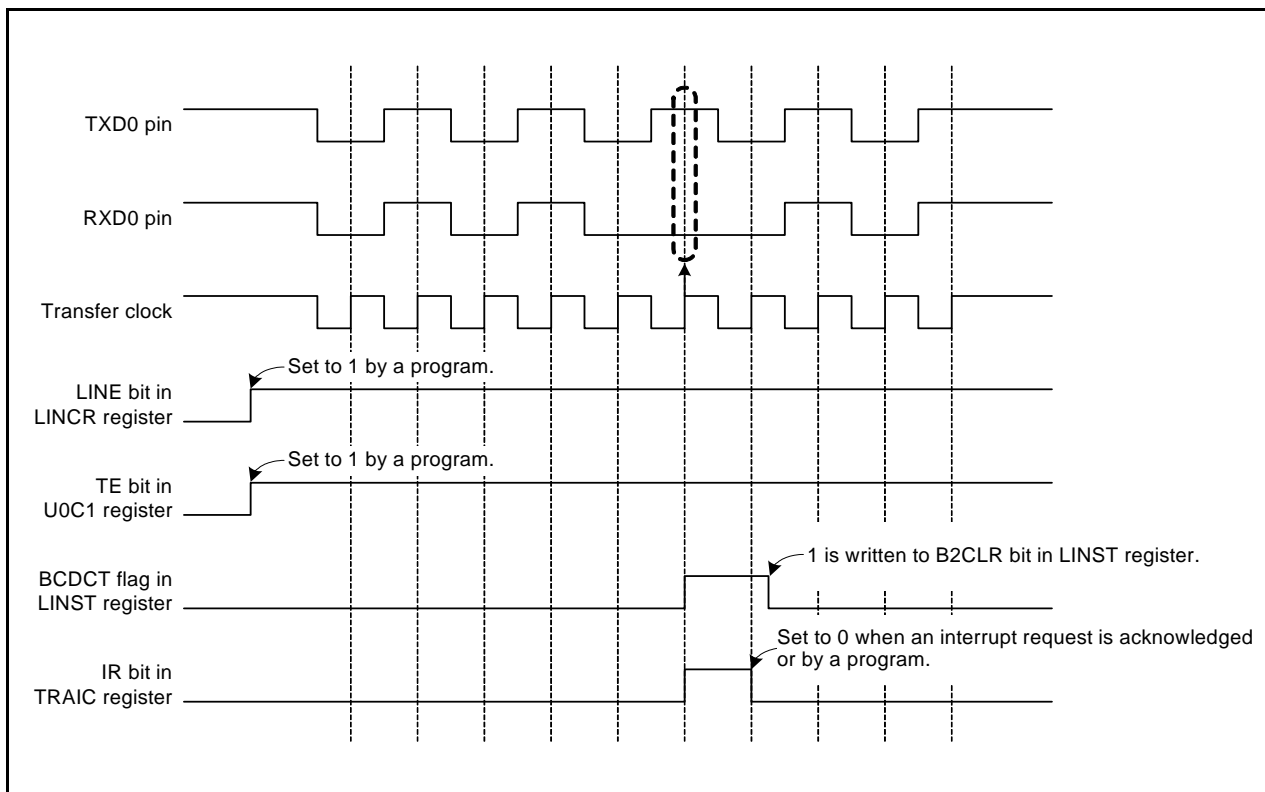 TXD0 pin
RXD0 pin
Transfer clock
Set to 1 by a program.
LINE bit in
LINCR register
Set to 1 by a program.
TE bit in
U0C1 register
1 is written to B2CLR bit in LINST register.
BCDCT flag in
LINST register
Set to 0 when an interrupt request is acknowledged
or by a program.
IR bit in
TRAIC register